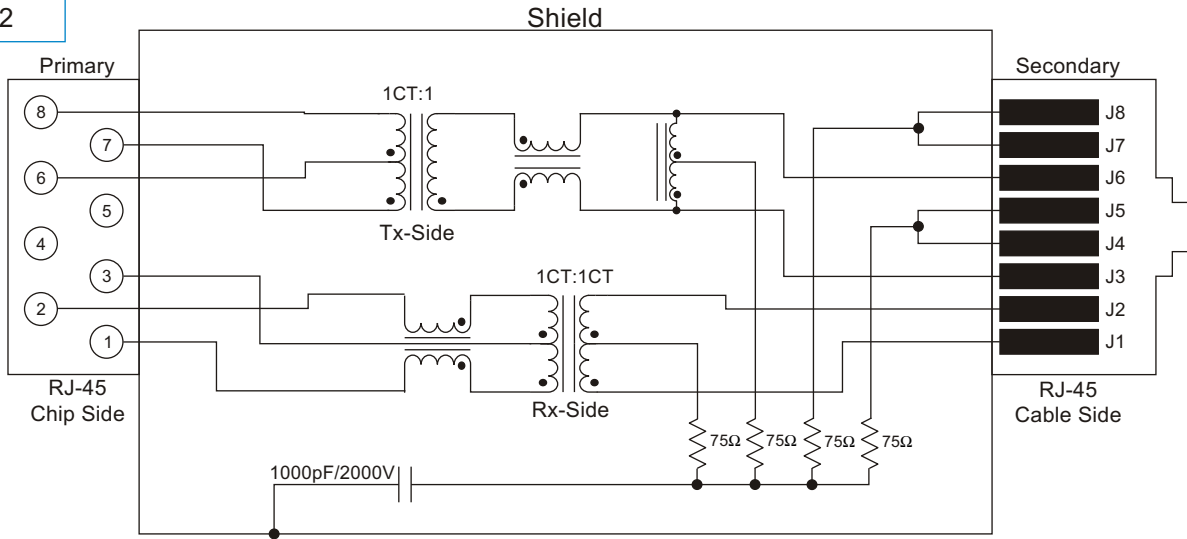 2
Shield
Primary
Secondary
1CT:1
8
7
6
5
4
3
2
1
Tx-Side
J8
J7
J6
J5
J4
J3
J2
J1
1CT:1CT
Rx-Side
RJ-45
Chip Side
RJ-45
Cable Side
75Ω
75Ω
75Ω
75Ω
1000pF/2000V